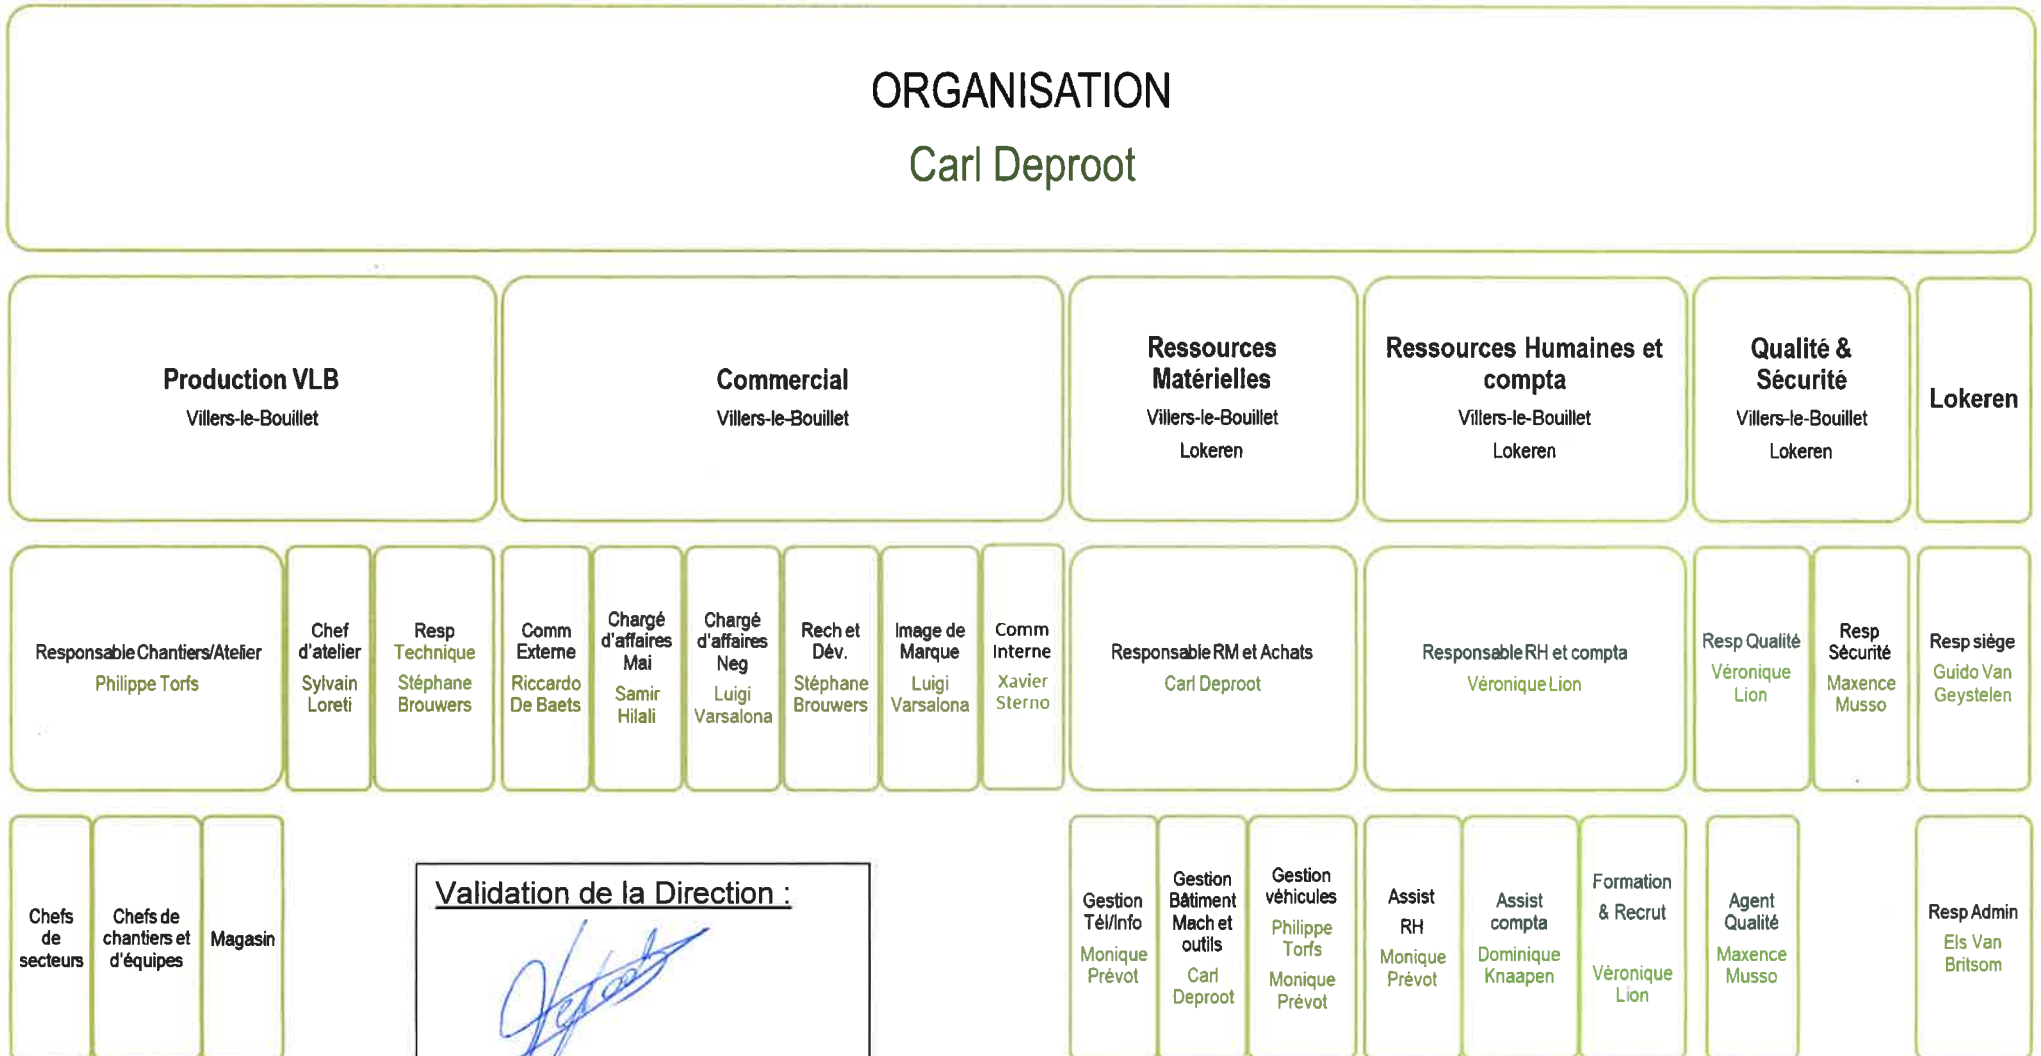 ORGANISATION
Carl Deproot
Production VLB
Villers-le-Bouillet
Commercial
Villers-le-Bouillet
Ressources
Matérielles
Villers-le-Bouillet
Lokeren
Ressources Humaines et
compta
Villers-le-Bouillet
Lokeren
Qualité &
Sécurité
Villers-le-Bouillet
Lokeren
Lokeren
Responsable Chantiers/Atelier
Philippe Torfs
Chef
d'atelier
Sylvain
Loreti
Resp
Technique
Stéphane
Brouwers
Comm
Externe
Riccardo
De Baets
Chargé
d'affaires
Mai
Samir
Hilali
Chargé
d'affaires
Neg
Luigi
Varsalona
Rech et
Dév.
Stéphane
Brouwers
Image de
Marque
Luigi
Varsalona
Comm
Interne
Xavier
Sterno
Responsable RM et Achats
Carl Deproot
Responsable RH et compta
Véronique Lion
Resp Qualité
Véronique
Lion
Resp
Sécurité
Maxence
Musso
Resp siège
Guido Van
Geystelen
Chefs
de
secteurs
Chefs de
chantiers et
d'équipes
Magasin
Validation de la Direction :
Gestion
Tél/Info
Monique
Prévot
Gestion
Bâtiment
Mach et
outils
Carl
Deproot
Gestion
véhicules
Philippe
Torfs
Monique
Prévot
Assist
RH
Monique
Prévot
Assist
compta
Dominique
Knaapen
Formation
& Recrut
Véronique
Lion
Agent
Qualité
Maxence
Musso
Resp Admin
Els Van
Britsom